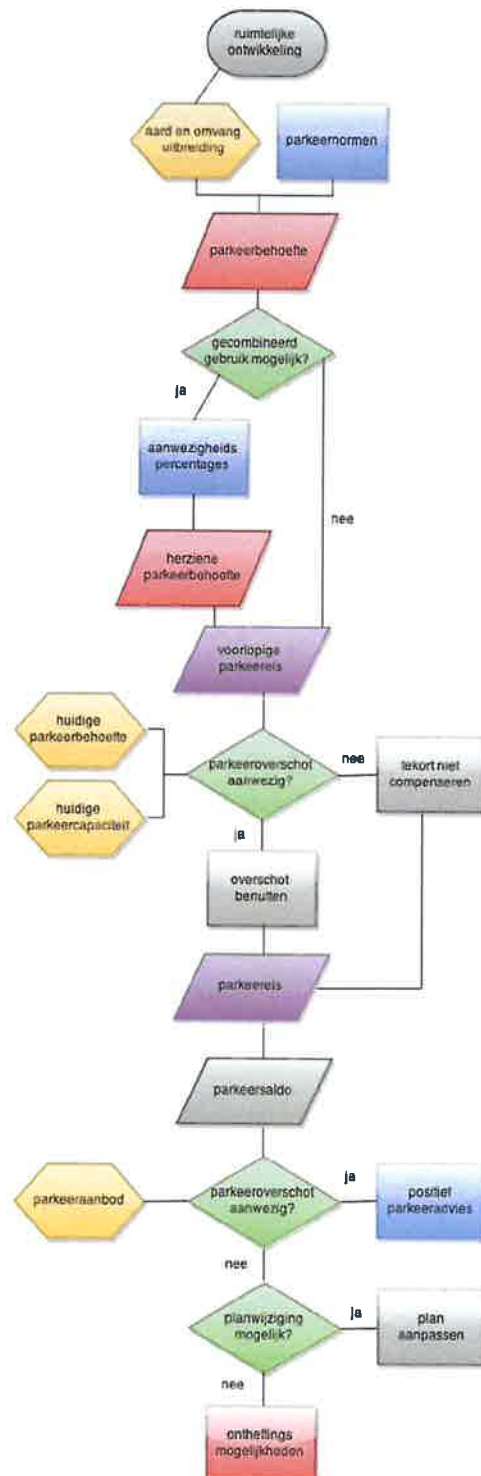 ruimtelijke
ontwikkeling
aard en omvang
uitbreiding
parkeernormen
parkeerbehoefte
gecombineerd
gebruik mogelijk?
ja
aanwezigheids
percentages
nee
herziene
parkeerbehoefte
voorlopige
parkeereis
huidige
parkeerbehoefte
parkeeroverschot
aanwezig?
nee
tekort niet
compenseren
huidige
parkeercapaciteit
ja
overschot
benutten
parkeereis
parkeersaldo
parkeeraanbod
parkeeroverschot
aanwezig?
ja
positief
parkeeradvies
nee
planwijziging
mogelijk?
ja
plan
aanpassen
nee
ontheffings
mogelijkheden